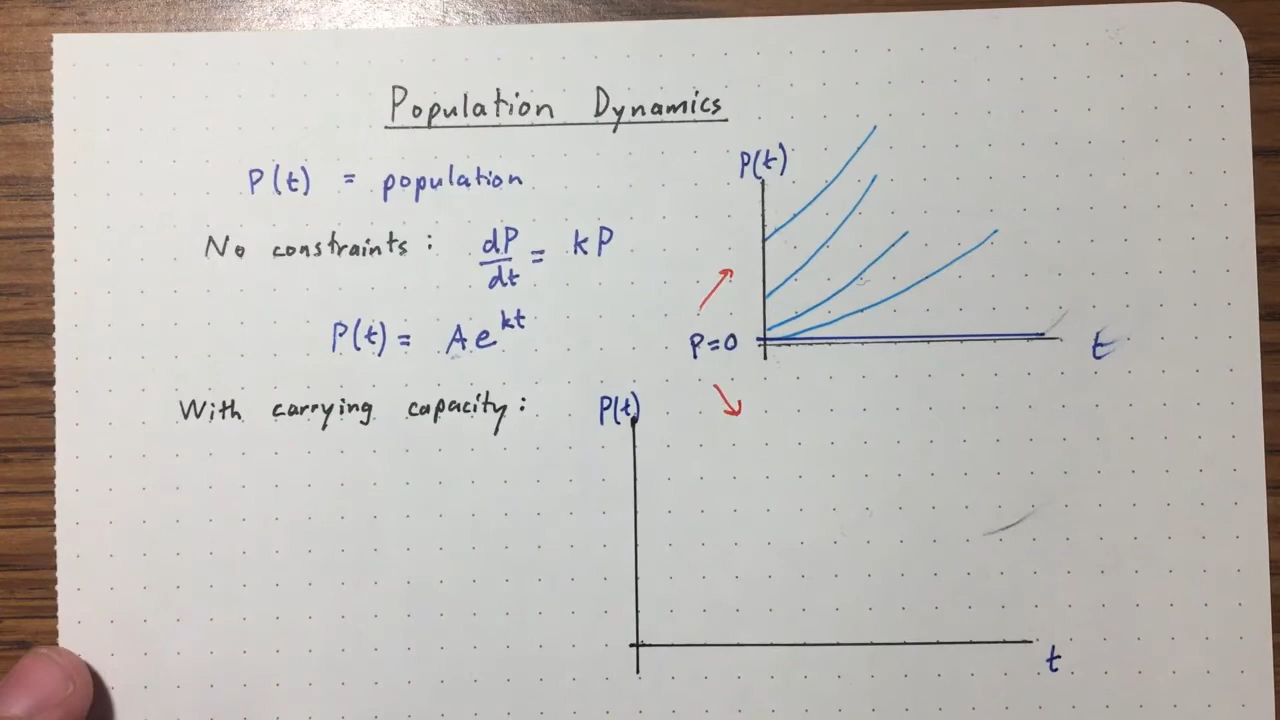 Population Dynamics
P(t) = population
No constraints: dP/dt = kP
P(t) = Ae^kt
P(t)
P=0
t
With carrying capacity:
P(t)
t